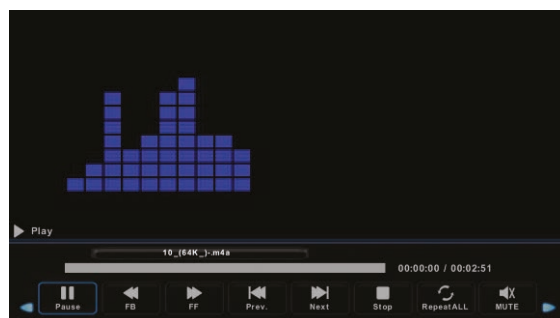 Play
10_(64K_)-.m4a
00:00:00 / 00:02:51
Pause FB FF Prev. Next Stop RepeatALL MUTE